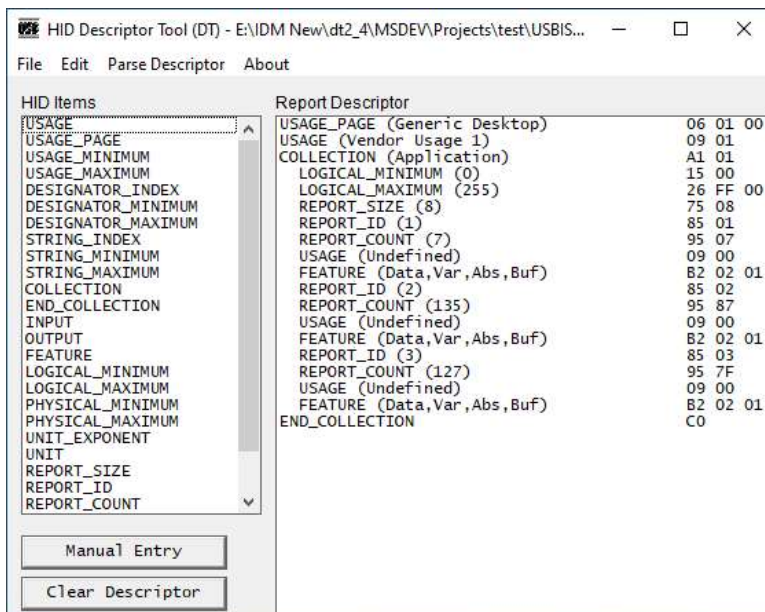 HID Descriptor Tool (DT) - E:\IDM New\dt2_4\MSDEV\Projects\test\USBIS...
File Edit Parse Descriptor About
HID Items
USAGE
USAGE_PAGE
USAGE_MINIMUM
USAGE_MAXIMUM
DESIGNATOR_INDEX
DESIGNATOR_MINIMUM
DESIGNATOR_MAXIMUM
STRING_INDEX
STRING_MINIMUM
STRING_MAXIMUM
COLLECTION
END_COLLECTION
INPUT
OUTPUT
FEATURE
LOGICAL_MINIMUM
LOGICAL_MAXIMUM
PHYSICAL_MINIMUM
PHYSICAL_MAXIMUM
UNIT_EXPONENT
UNIT
REPORT_SIZE
REPORT_ID
REPORT_COUNT
Manual Entry
Clear Descriptor
Report Descriptor
USAGE_PAGE (Generic Desktop) 06 01 00
USAGE (Vendor Usage 1) 09 01
COLLECTION (Application) A1 01
LOGICAL_MINIMUM (0) 15 00
LOGICAL_MAXIMUM (255) 26 FF 00
REPORT_SIZE (8) 75 08
REPORT_ID (1) 85 01
REPORT_COUNT (7) 95 07
USAGE (Undefined) 09 00
FEATURE (Data,Var,Abs,Buf) B2 02 01
REPORT_ID (2) 85 02
REPORT_COUNT (135) 95 87
USAGE (Undefined) 09 00
FEATURE (Data,Var,Abs,Buf) B2 02 01
REPORT_ID (3) 85 03
REPORT_COUNT (127) 95 7F
USAGE (Undefined) 09 00
FEATURE (Data,Var,Abs,Buf) B2 02 01
END_COLLECTION C0